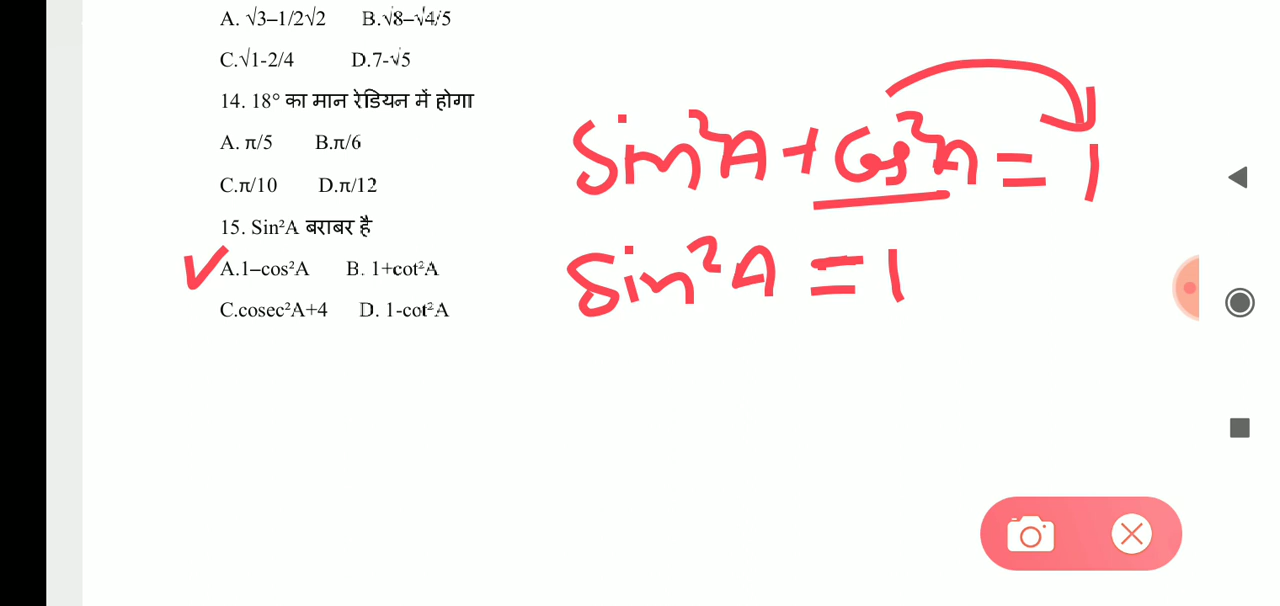 A. √3–1/2√2 B.√8–√4/5
C.√1-2/4 D.7-√5
14. 18° का मान रेडियन में होगा
A. π/5 B.π/6
C.π/10 D.π/12
15. Sin²A बराबर है
A.1–cos²A B. 1+cot²A
C.cosec²A+4 D. 1-cot²A
Sin²A + Cos²A = 1
Sin²A = 1